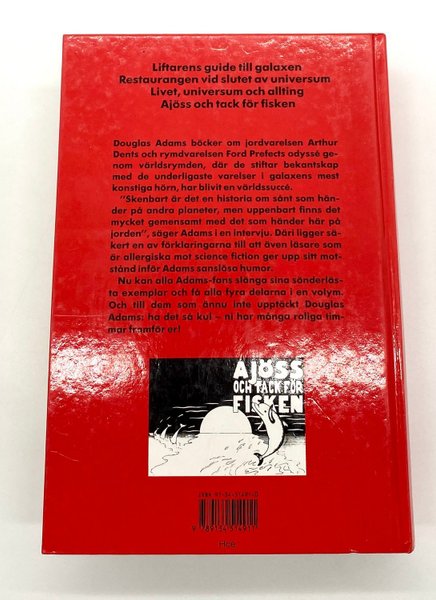 Liftarens guide till galaxen
Restaurangen vid slutet av universum
Livet, universum och allting
Ajöss och tack för fisken
Douglas Adams böcker om jordvarelsen Arthur
Dents och rymdvarelsen Ford Prefects odyssé ge-
nom världsrymden, där de stiftar bekantskap
med de underligaste varelser i galaxens mest
konstiga hörn, har blivit en världssuccé.
"Skenbart är det en historia om sånt som hän-
der på andra planeter, men uppenbart finns det
mycket gemensamt med det som händer här på
jorden", säger Adams i en intervju. Däri ligger sä-
kert en av förklaringarna till att även läsare som
är allergiska mot science fiction ger upp sitt mot-
stånd inför Adams sanslösa humor.
Nu kan alla Adams-fans slänga sina sönderläs-
ta exemplar och få alla fyra delarna i en volym.
Och till dem som ännu inte upptäckt Douglas
Adams: ha det så kul – ni har många roliga tim-
mar framför er!
AJÖSS
OCH TACK FÖR
FISKEN